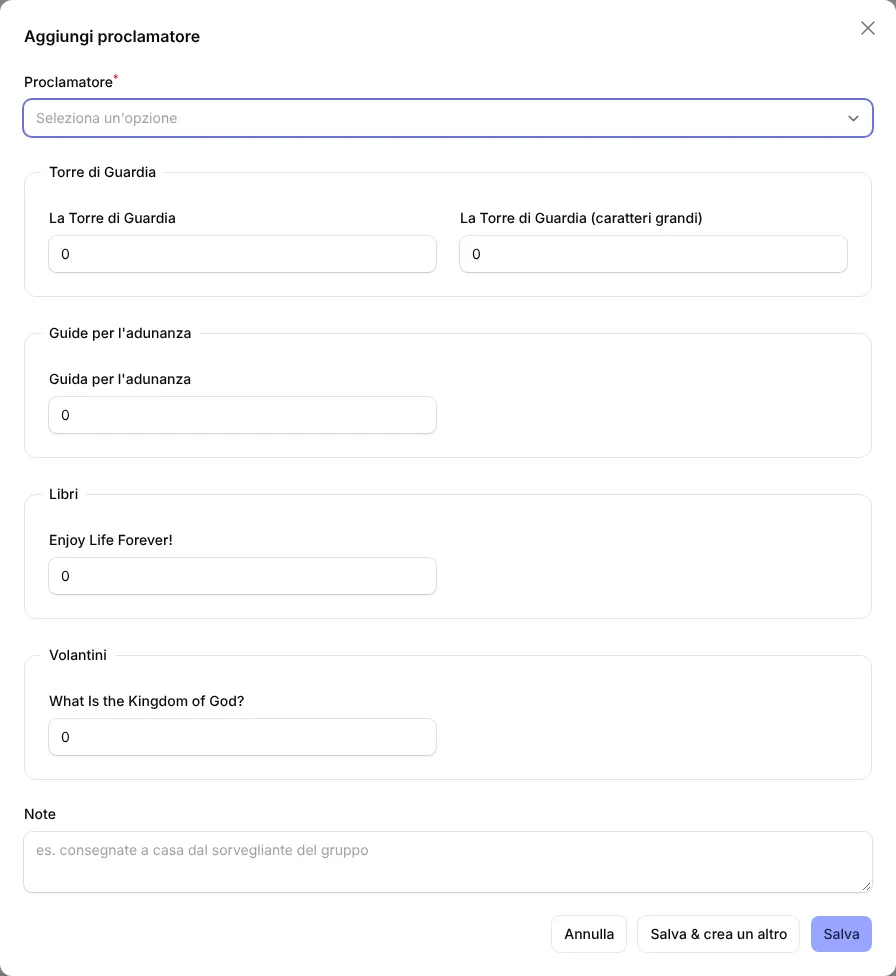 Aggiungi proclamatore
Proclamatore*
Seleziona un'opzione
Torre di Guardia
La Torre di Guardia
La Torre di Guardia (caratteri grandi)
0
0
Guide per l'adunanza
Guida per l'adunanza
0
Libri
Enjoy Life Forever!
0
Volantini
What Is the Kingdom of God?
0
Note
es. consegnate a casa dal sorvegliante del gruppo
Annulla
Salva & crea un altro
Salva